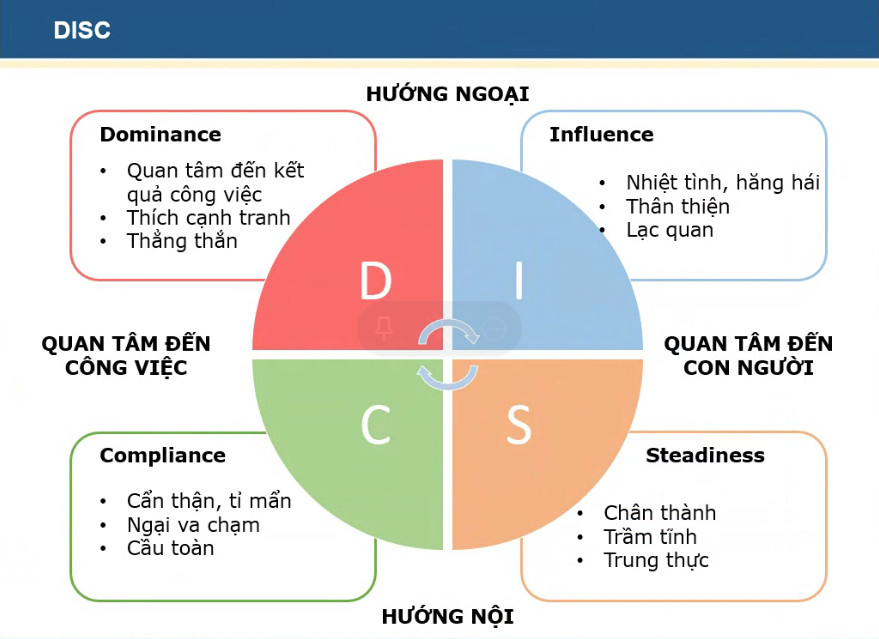 DISC
HƯỚNG NGOẠI
Dominance
• Quan tâm đến kết
quả công việc
• Thích cạnh tranh
• Thẳng thắn
Influence
• Nhiệt tình, hăng hái
• Thân thiện
• Lạc quan
D
I
QUAN TÂM ĐẾN
CÔNG VIỆC
QUAN TÂM ĐẾN
CON NGƯỜI
C
S
Compliance
• Cẩn thận, tỉ mẩn
• Ngại va chạm
• Cầu toàn
Steadiness
• Chân thành
• Trầm tĩnh
• Trung thực
HƯỚNG NỘI